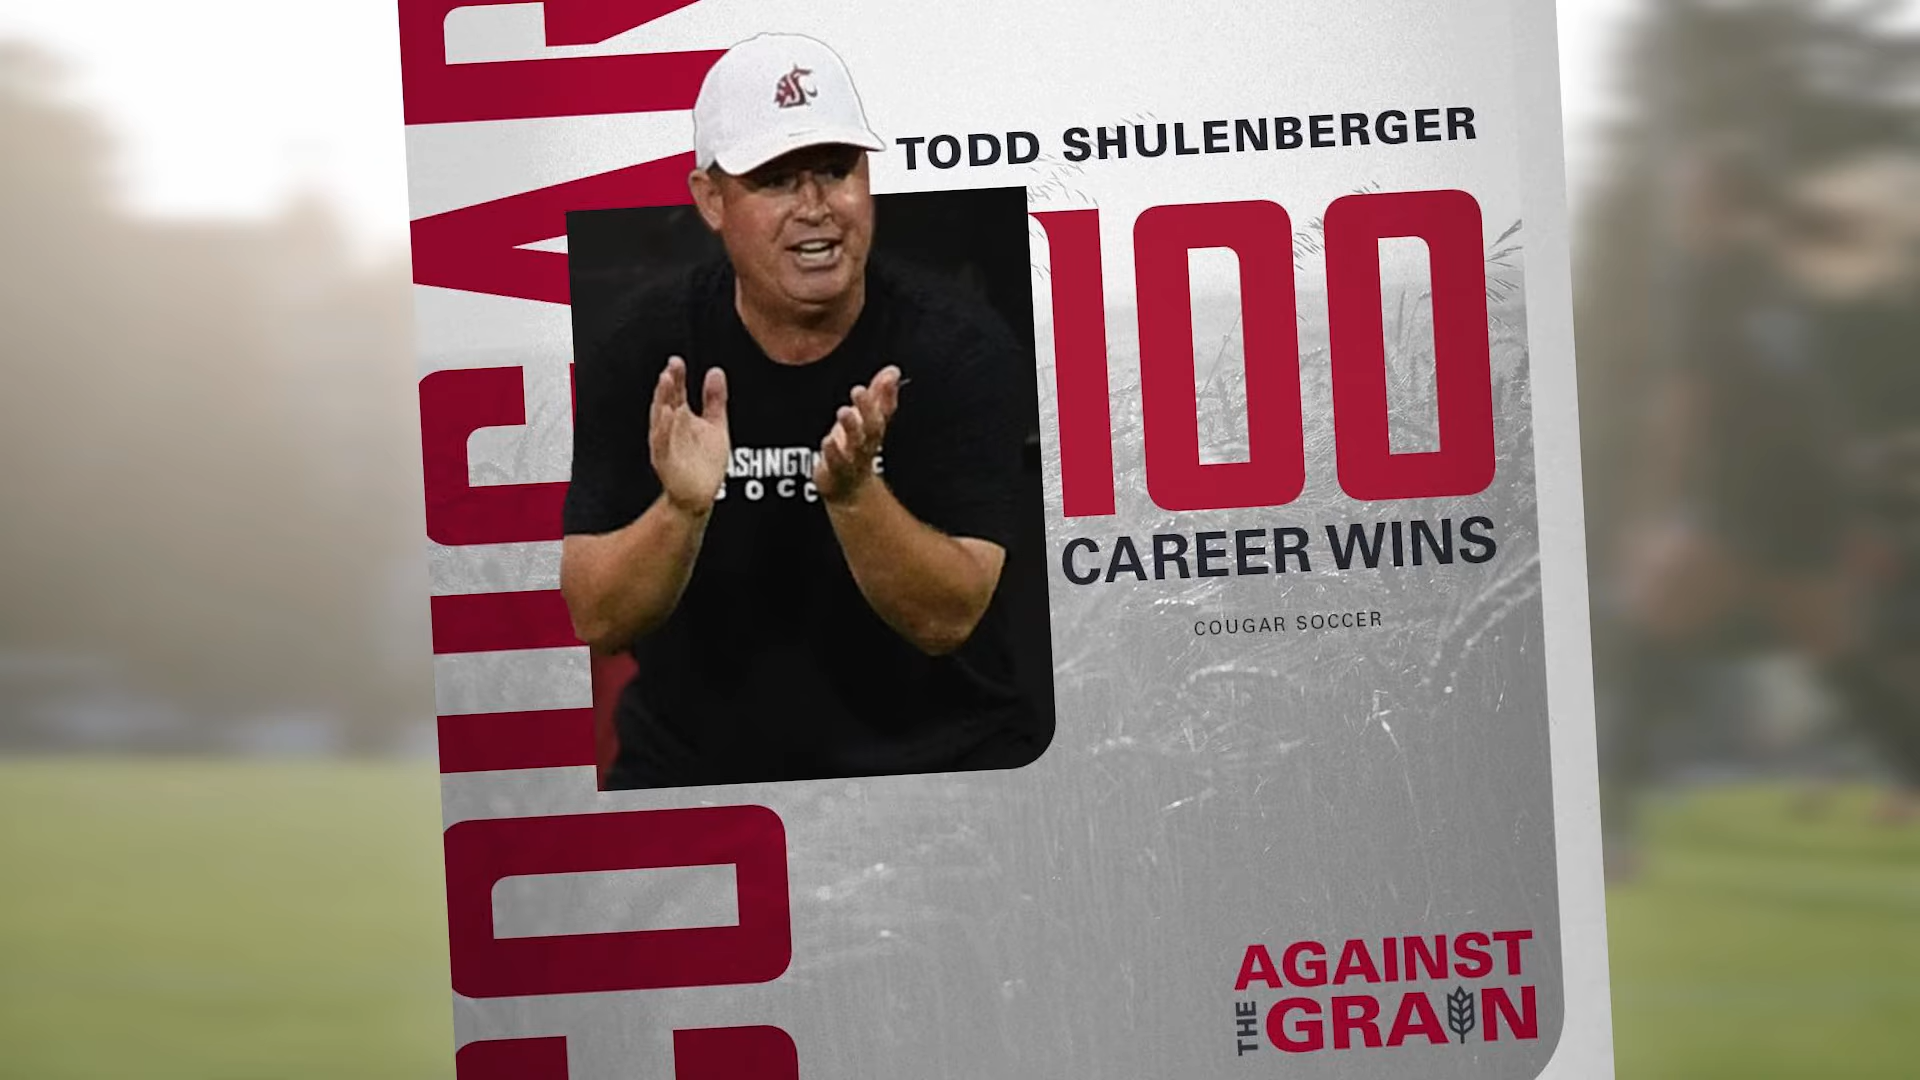 TODD SHULENBERGER
100
CAREER WINS
COUGAR SOCCER
AGAINST
THE GRAIN